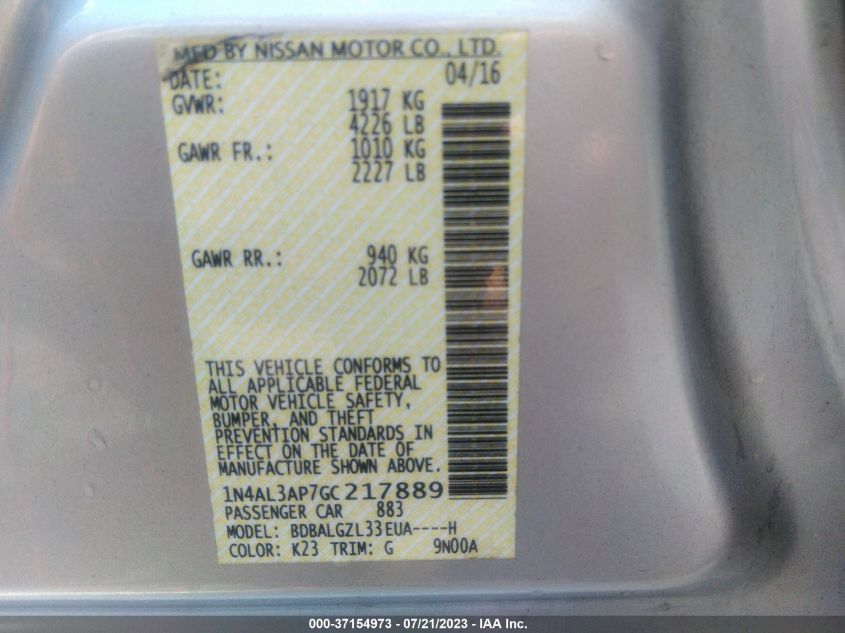 MFD BY NISSAN MOTOR CO., LTD.
DATE: 04/16
GVWR: 1917 KG
4226 LB
GAWR FR.: 1010 KG
2227 LB
GAWR RR.: 940 KG
2072 LB
THIS VEHICLE CONFORMS TO
ALL APPLICABLE FEDERAL
MOTOR VEHICLE SAFETY,
BUMPER, AND THEFT
PREVENTION STANDARDS IN
EFFECT ON THE DATE OF
MANUFACTURE SHOWN ABOVE.
1N4AL3AP7GC217889
PASSENGER CAR 883
MODEL: BDBALGZL33EUA----H
COLOR: K23 TRIM: G 9N00A
000-37154973 / 07/21/2023 - IAA Inc.